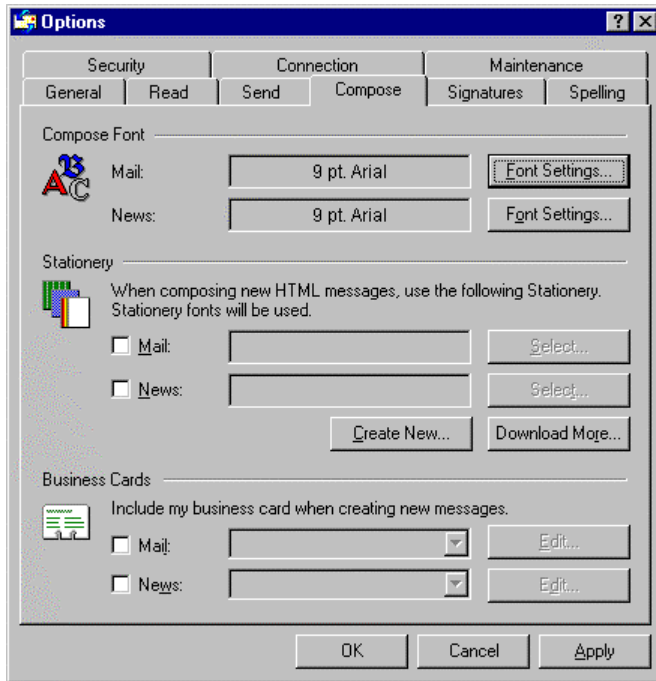 Options
Security Connection Maintenance
General Read Send Compose Signatures Spelling
Compose Font
Mail: 9 pt. Arial Font Settings...
News: 9 pt. Arial Font Settings...
Stationery
When composing new HTML messages, use the following Stationery.
Stationery fonts will be used.
Mail: Select...
News: Select...
Create New... Download More...
Business Cards
Include my business card when creating new messages.
Mail: Edit...
News: Edit...
OK Cancel Apply